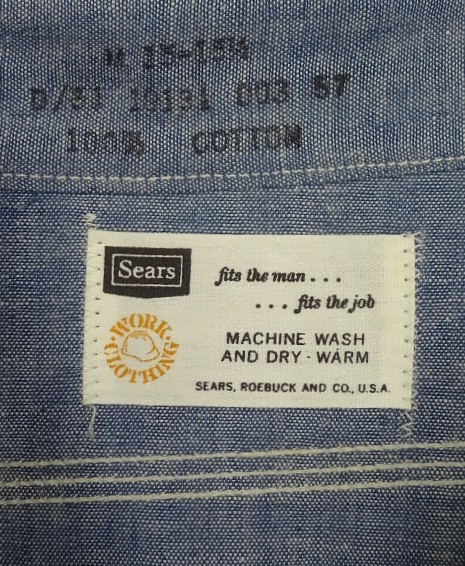 M 15-15½
D/51 10131 003 57
100% COTTON
Sears
fits the man . . .
. . . fits the job
WORK
CLOTHING
MACHINE WASH
AND DRY - WARM
SEARS, ROEBUCK AND CO., U.S.A.